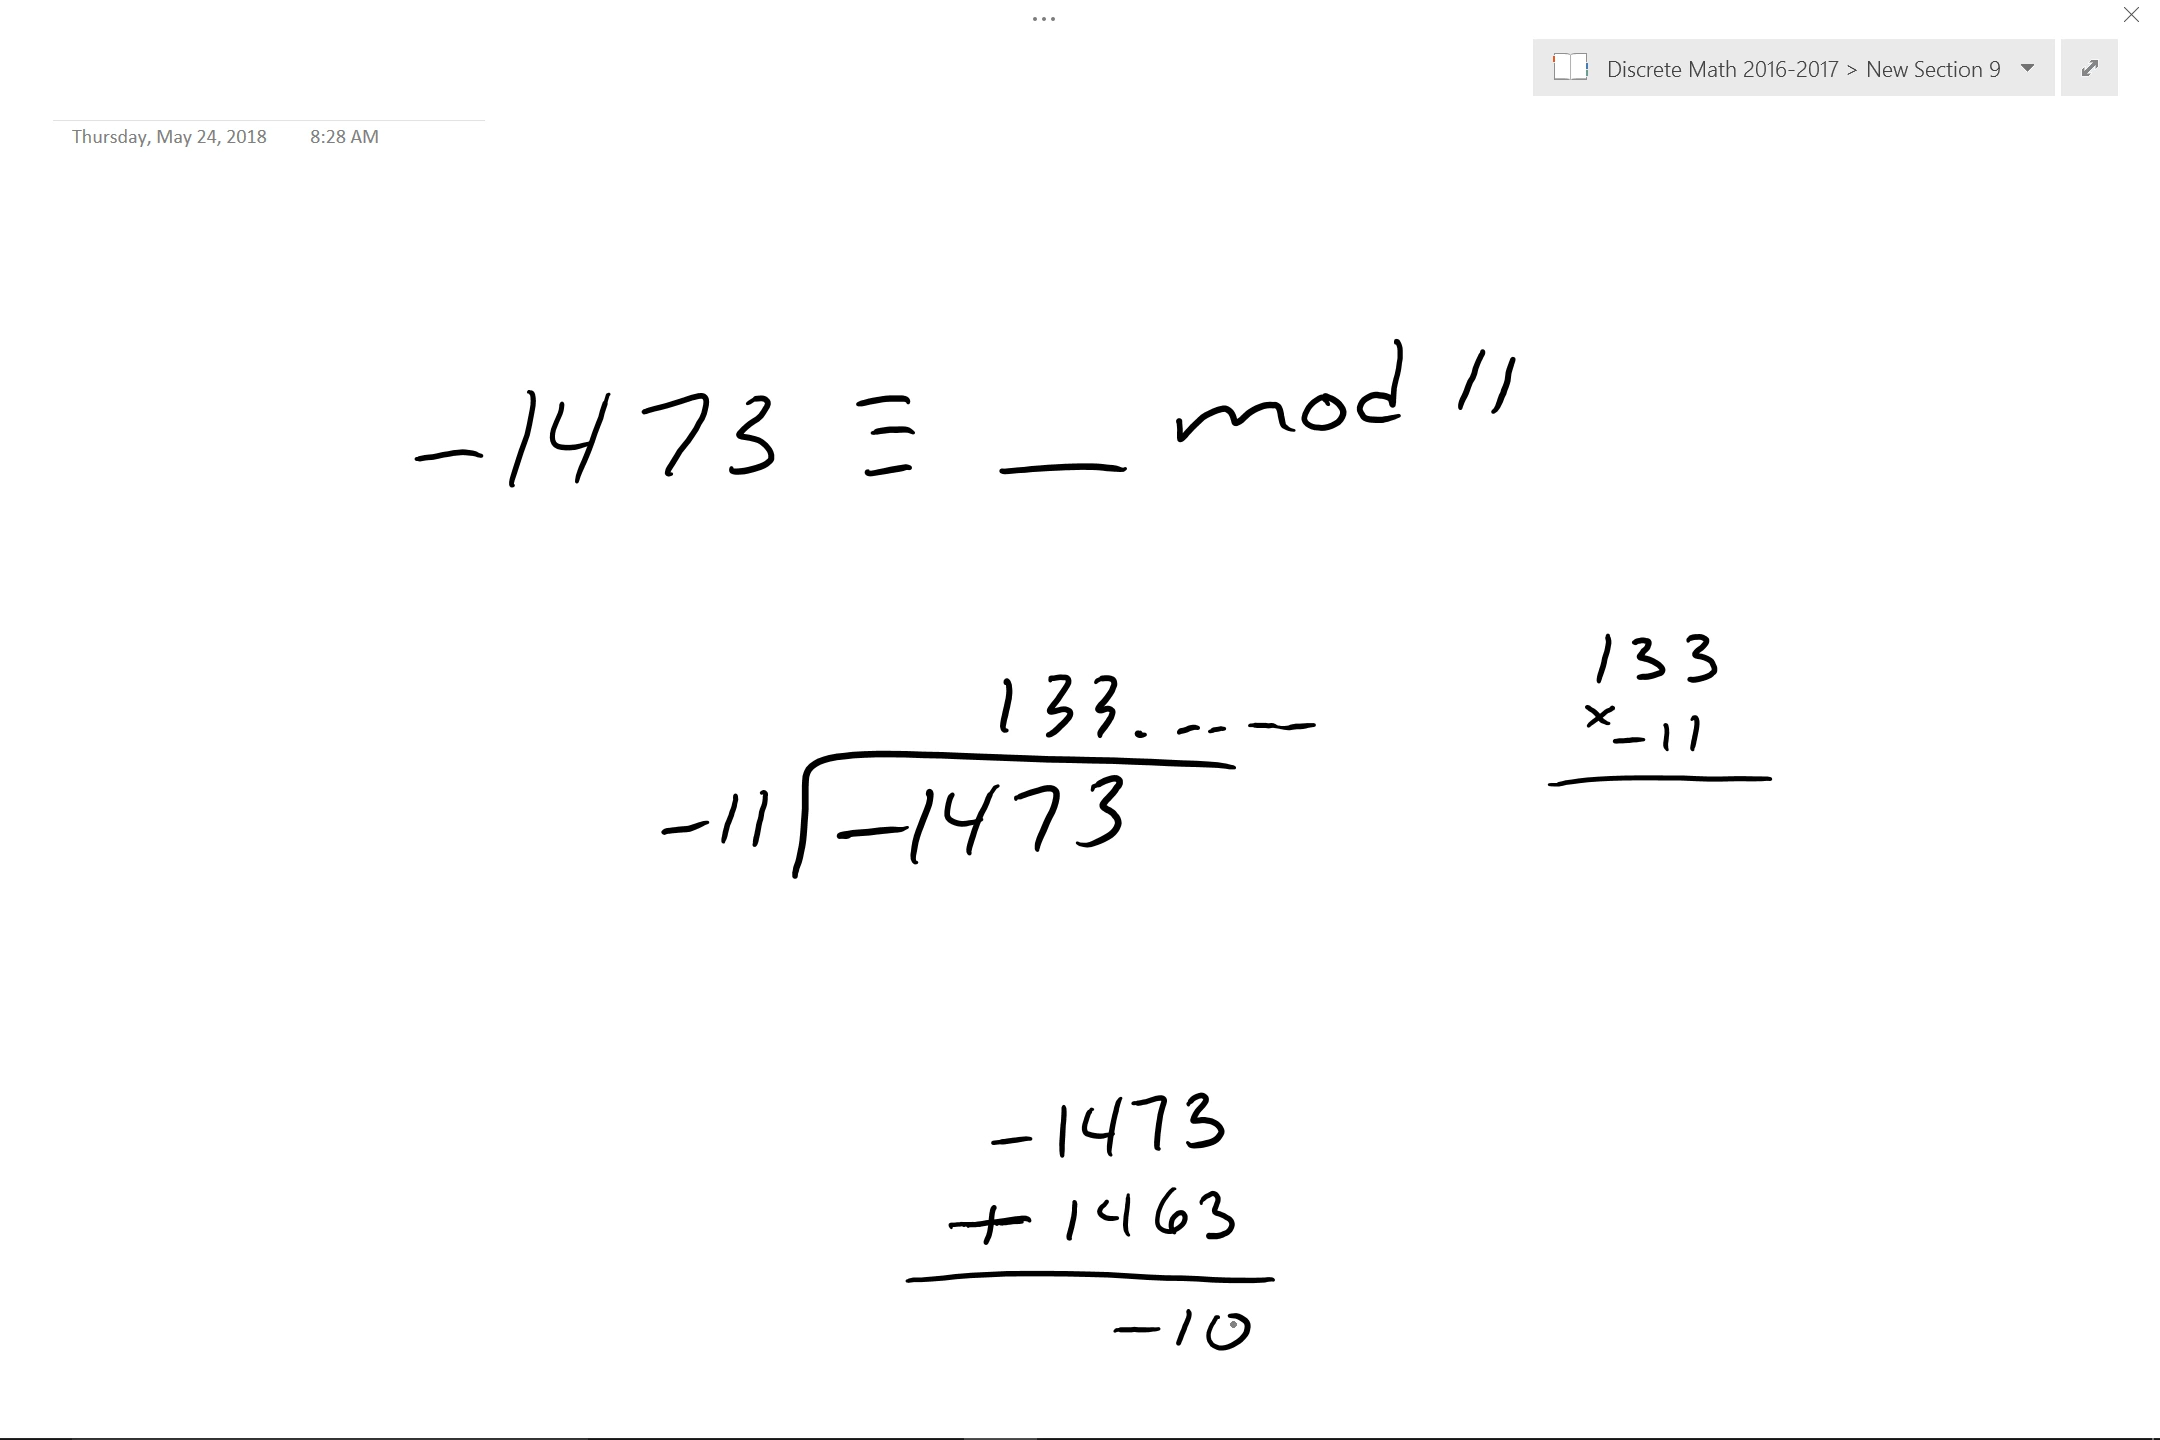 ...
Discrete Math 2016-2017 > New Section 9
Thursday, May 24, 2018 8:28 AM
-1473 ≡ __ mod 11
133.---
-11 -1473
133
x -11
-1473
+ 1463
-10